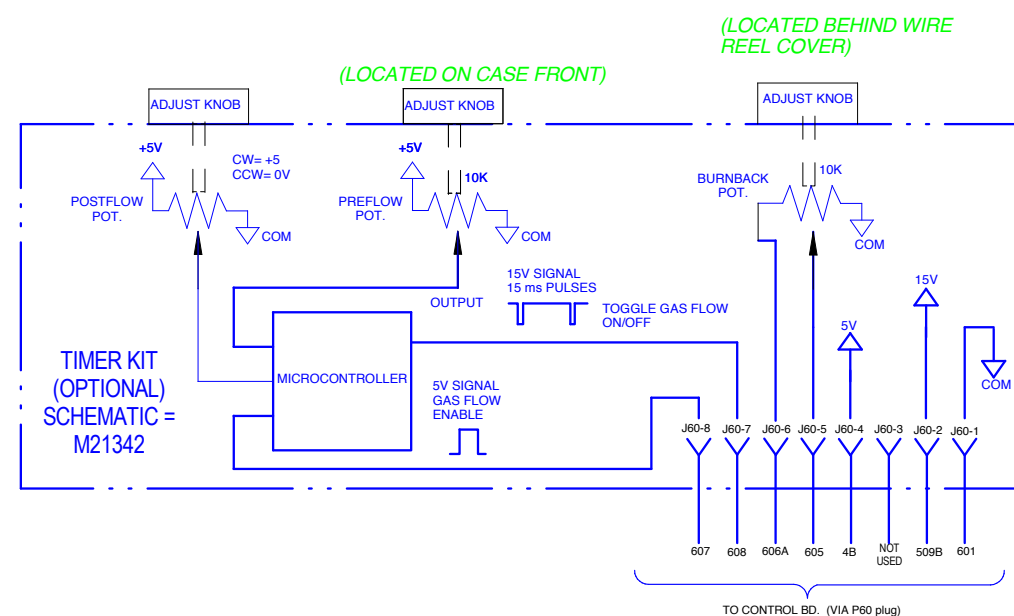 (LOCATED BEHIND WIRE
REEL COVER)
(LOCATED ON CASE FRONT)
ADJUST KNOB
ADJUST KNOB
ADJUST KNOB
+5V
CW= +5
CCW= 0V
POSTFLOW
POT.
COM
+5V
10K
PREFLOW
POT.
COM
BURNBACK
POT.
10K
COM
OUTPUT
15V SIGNAL
15 ms PULSES
TOGGLE GAS FLOW
ON/OFF
15V
5V
COM
TIMER KIT
(OPTIONAL)
SCHEMATIC =
M21342
MICROCONTROLLER
5V SIGNAL
GAS FLOW
ENABLE
J60-8
J60-7
J60-6
J60-5
J60-4
J60-3
J60-2
J60-1
607
608
606A
605
4B
NOT
USED
509B
601
TO CONTROL BD. (VIA P60 plug)